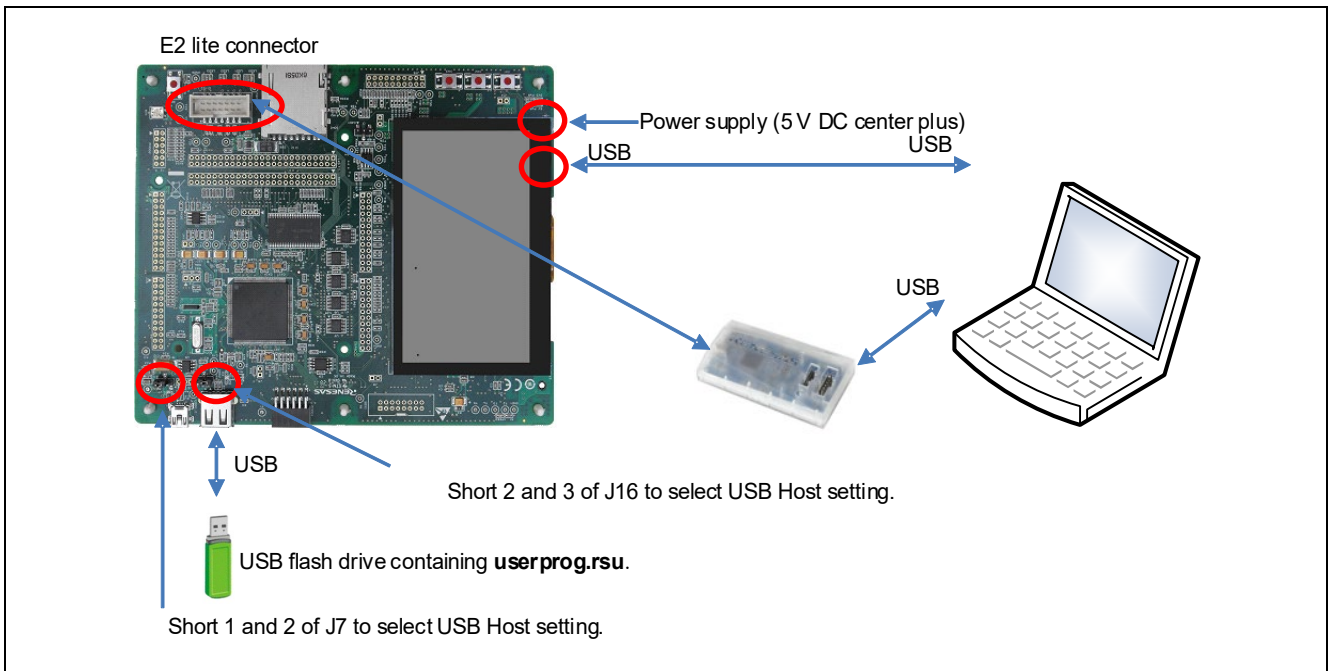 E2 lite connector
Power supply (5 V DC center plus)
USB
USB
USB
USB
Short 2 and 3 of J16 to select USB Host setting.
USB flash drive containing userprog.rsu.
Short 1 and 2 of J7 to select USB Host setting.
RENESAS